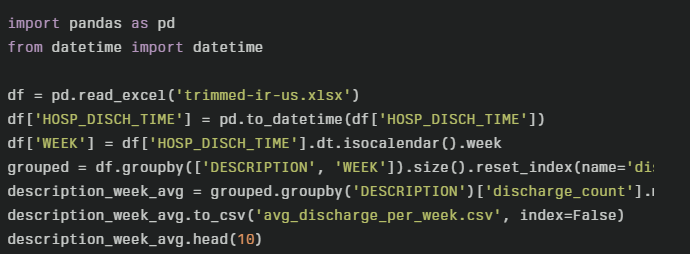 import pandas as pd
from datetime import datetime
df = pd.read_excel('trimmed-ir-us.xlsx')
df['HOSP_DISCH_TIME'] = pd.to_datetime(df['HOSP_DISCH_TIME'])
df['WEEK'] = df['HOSP_DISCH_TIME'].dt.isocalendar().week
grouped = df.groupby(['DESCRIPTION', 'WEEK']).size().reset_index(name='di
description_week_avg = grouped.groupby('DESCRIPTION')['discharge_count'].
description_week_avg.to_csv('avg_discharge_per_week.csv', index=False)
description_week_avg.head(10)